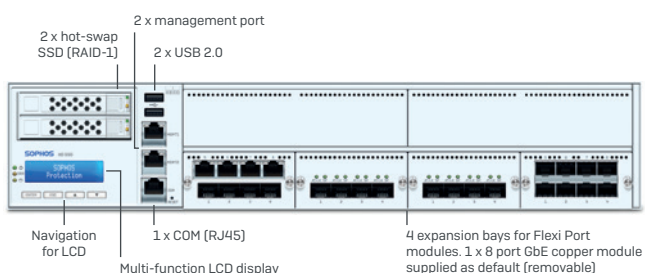 2 x management port
2 x hot-swap
SSD (RAID-1)
2 x USB 2.0
SOPHOS
SOPHOS
Protection
Navigation
for LCD
1 x COM (RJ45)
Multi-function LCD display
4 expansion bays for Flexi Port
modules. 1 x 8 port GbE copper module
supplied as default (removable)